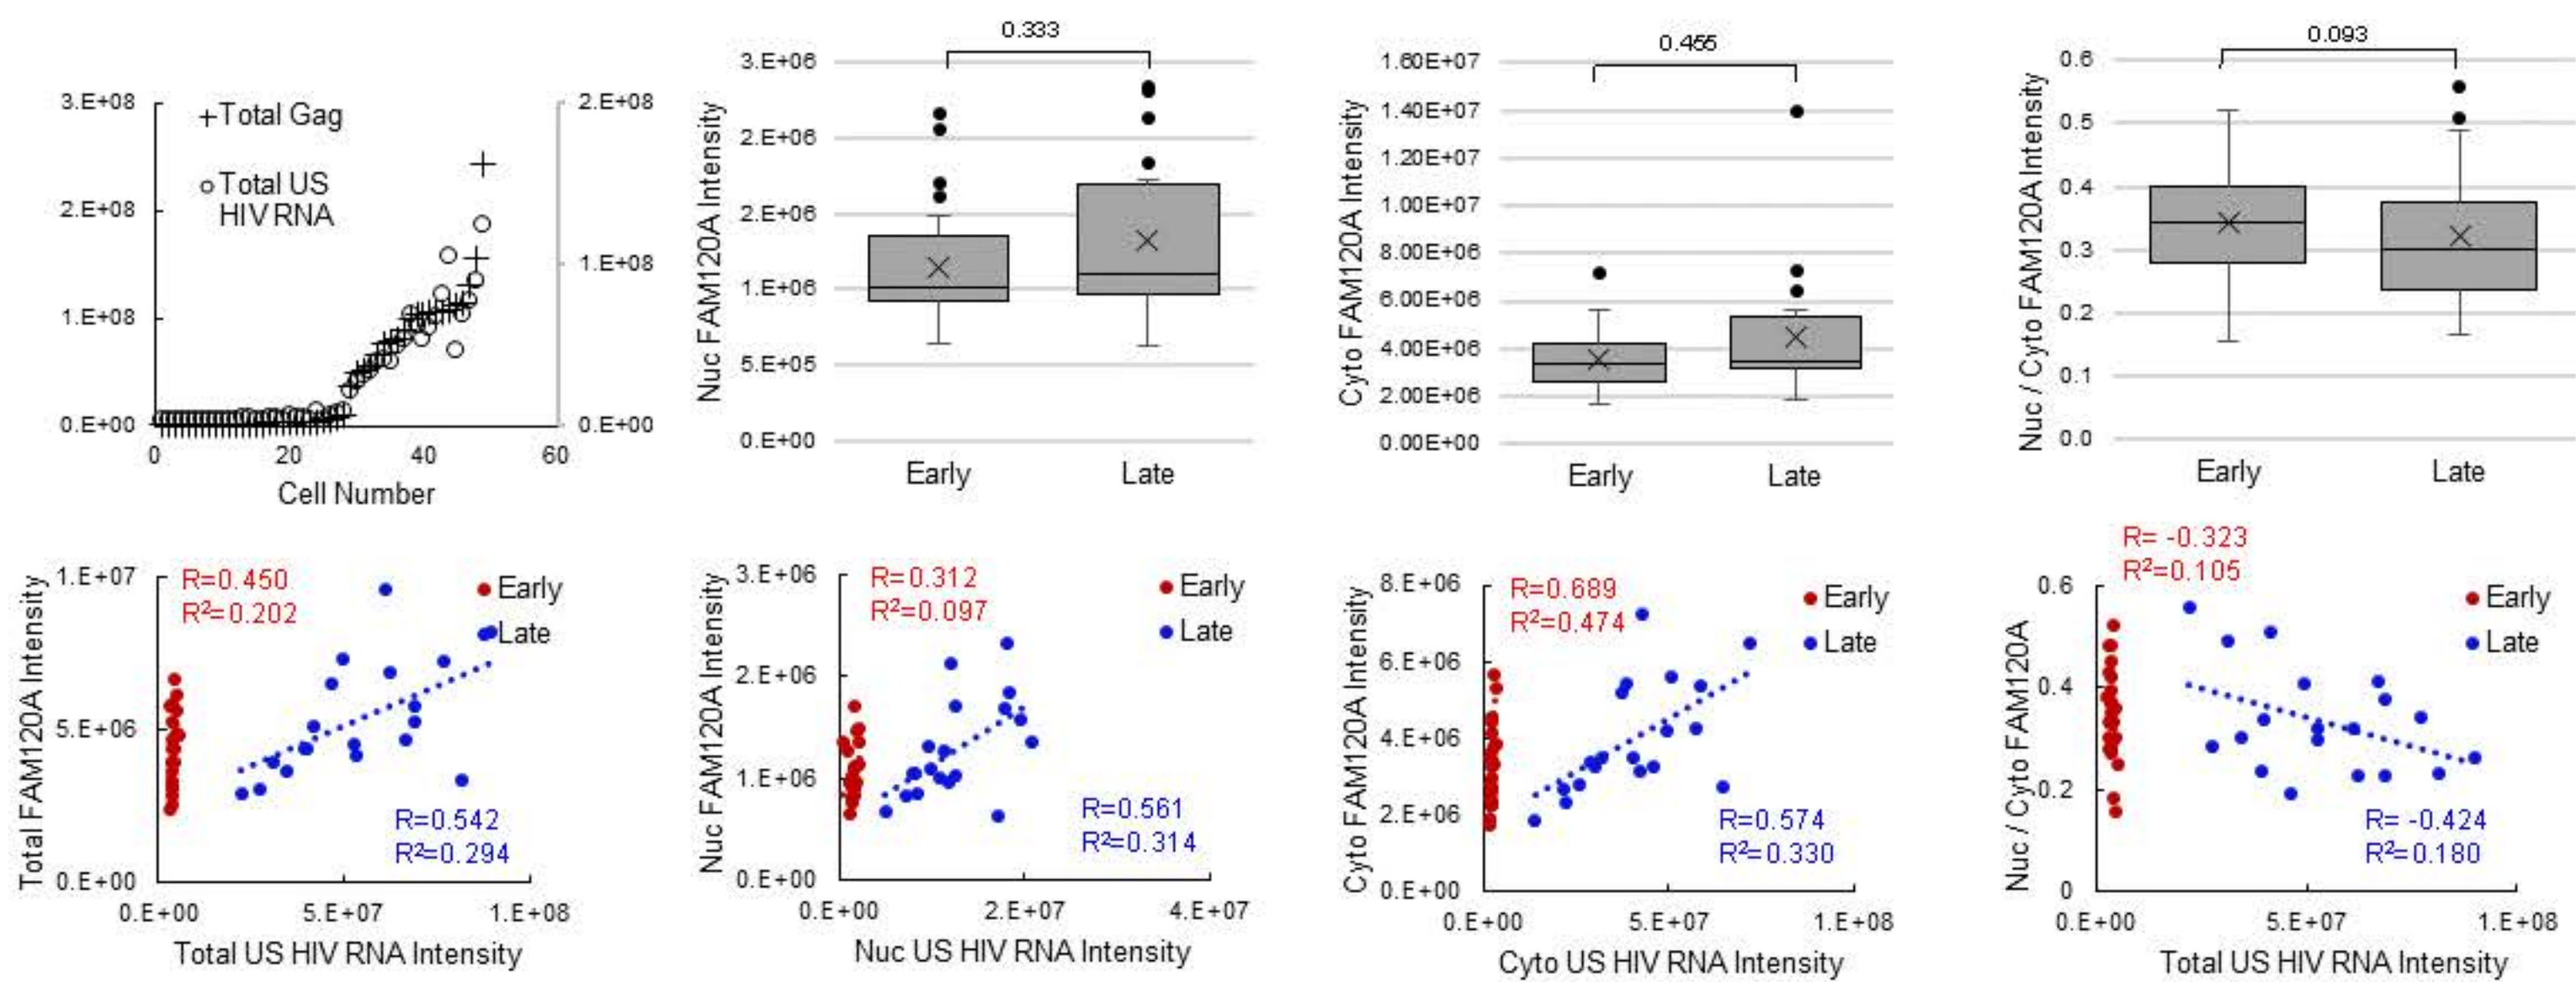 3.E+08
2.E+08
1.E+08
0.E+00
+Total Gag
Total US
HIV RNA
2.E+08
1.E+08
0.E+00
0
20
40
60
Cell Number
Nuc FAM120A Intensity
0.333
3.E+06
2.E+06
2.E+06
1.E+06
5.E+05
0.E+00
Early
Late
Cyto FAM120A Intensity
0.455
1.60E+07
1.40E+07
1.20E+07
1.00E+07
8.00E+06
6.00E+06
4.00E+06
2.00E+06
0.00E+00
Early
Late
Nuc / Cyto FAM120A Intensity
0.093
0.6
0.5
0.4
0.3
0.2
0.1
0.0
Early
Late
Total FAM120A Intensity
1.E+07
5.E+06
0.E+00
R=0.450
R²=0.202
Early
Late
R=0.542
R²=0.294
0.E+00
5.E+07
1.E+08
Total US HIV RNA Intensity
Nuc FAM120A Intensity
3.E+06
2.E+06
1.E+06
0.E+00
R=0.312
R²=0.097
Early
Late
R=0.561
R²=0.314
0.E+00
2.E+07
4.E+07
Nuc US HIV RNA Intensity
Cyto FAM120A Intensity
8.E+06
6.E+06
4.E+06
2.E+06
0.E+00
R=0.689
R²=0.474
Early
Late
R=0.574
R²=0.330
0.E+00
5.E+07
1.E+08
Cyto US HIV RNA Intensity
Nuc / Cyto FAM120A
R= -0.323
R²=0.105
0.6
0.4
0.2
0
Early
Late
R= -0.424
R²=0.180
0.E+00
5.E+07
1.E+08
Total US HIV RNA Intensity